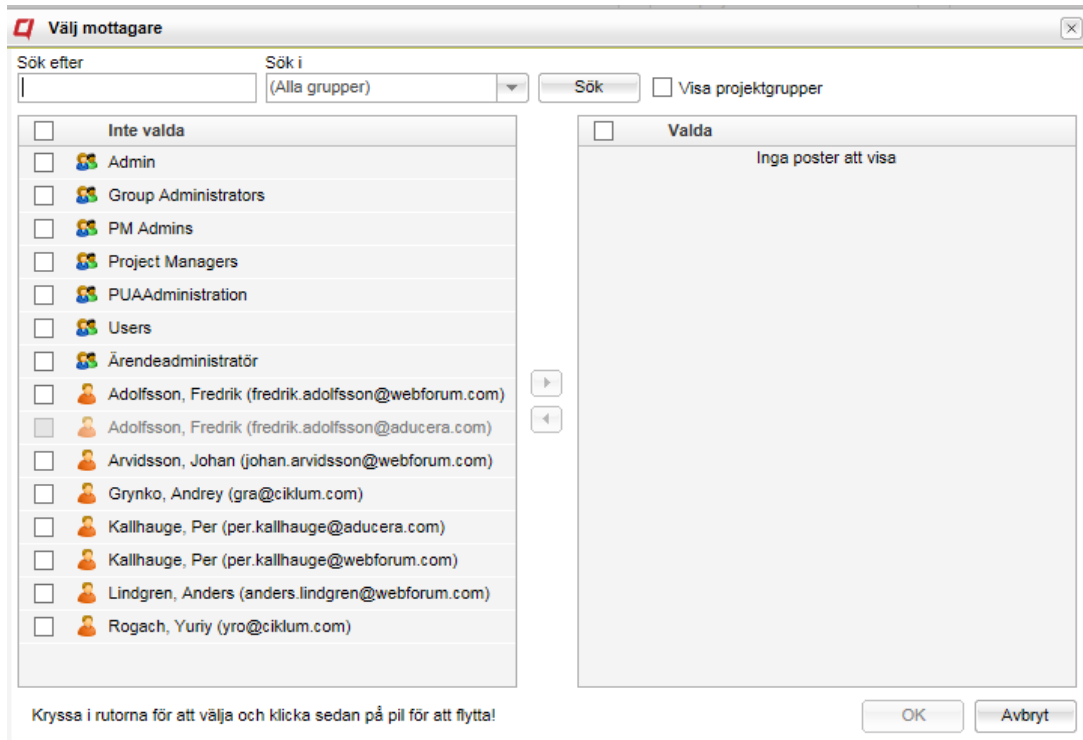 Välj mottagare
Sök efter
Sök i
(Alla grupper)
Sök
Visa projektgrupper
Inte valda
Admin
Group Administrators
PM Admins
Project Managers
PUAAdministration
Users
Ärendeadministratör
Adolfsson, Fredrik (fredrik.adolfsson@webforum.com)
Adolfsson, Fredrik (fredrik.adolfsson@aducera.com)
Arvidsson, Johan (johan.arvidsson@webforum.com)
Grynko, Andrey (gra@ciklum.com)
Kallhauge, Per (per.kallhauge@aducera.com)
Kallhauge, Per (per.kallhauge@webforum.com)
Lindgren, Anders (anders.lindgren@webforum.com)
Rogach, Yuriy (yro@ciklum.com)
Valda
Inga poster att visa
Kryssa i rutorna för att välja och klicka sedan på pil för att flytta!
OK
Avbryt